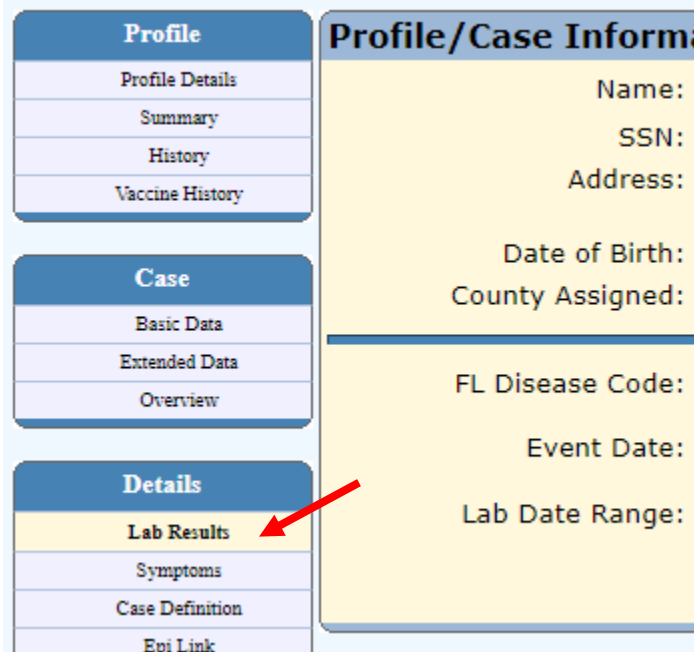 Profile
Profile Details
Summary
History
Vaccine History
Case
Basic Data
Extended Data
Overview
Details
Lab Results
Symptoms
Case Definition
Epi Link
Profile/Case Informa
Name:
SSN:
Address:
Date of Birth:
County Assigned:
FL Disease Code:
Event Date:
Lab Date Range: